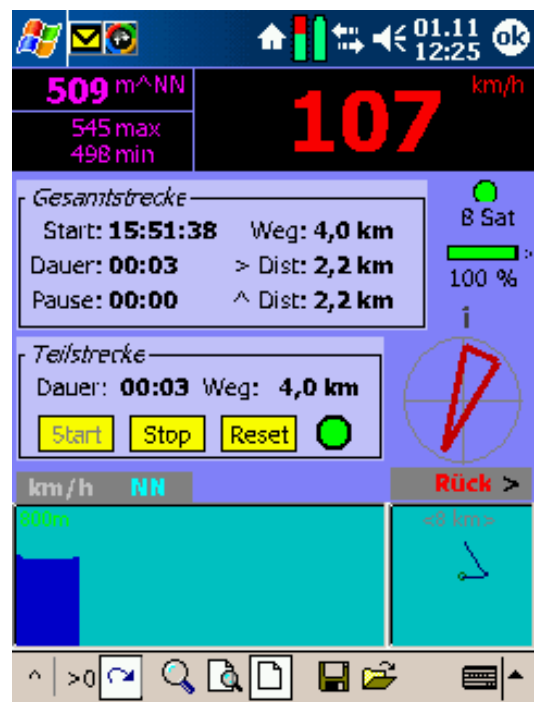 01.11
12:25 ok
509 m^NN
545 max
498 min
107 km/h
Gesamtstrecke
Start: 15:51:38 Weg: 4,0 km
Dauer: 00:03 > Dist: 2,2 km
Pause: 00:00 ^ Dist: 2,2 km
8 Sat
>
100 %
Teilstrecke
Dauer: 00:03 Weg: 4,0 km
Start Stop Reset
km/h NN
Rück >
800m
<8 km>
^ >0